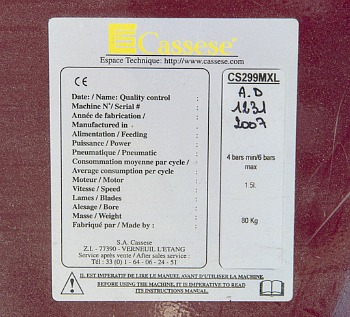 Cassese
Espace Technique: http://www.cassese.com
CS299MXL
CE
Date: / Name: Quality control : A.D
Machine N°/ Serial # : 1231
Année de fabrication /
Manufactured in : 2007
Alimentation / Feeding :
Puissance / Power :
Pneumatique / Pneumatic : 4 bars min/6 bars max
Consommation moyenne par cycle /
Average consumption per cycle : 1 5l.
Moteur / Motor :
Vitesse / Speed :
Lames / Blades :
Alesage / Bore :
Masse / Weight : 80 Kg
Fabriqué par / Made by :
S.A. Cassese
Z.I. - 77390 - VERNEUIL L'ETANG
Service après vente / After sales service :
Tél : 33 (0) 1 - 64 - 06 - 24 - 51
IL EST IMPERATIF DE LIRE LE MANUEL AVANT D'UTILISER LA MACHINE.
BEFORE USING THE MACHINE, IT IS IMPERATIVE TO READ
ITS INSTRUCTIONS MANUAL.